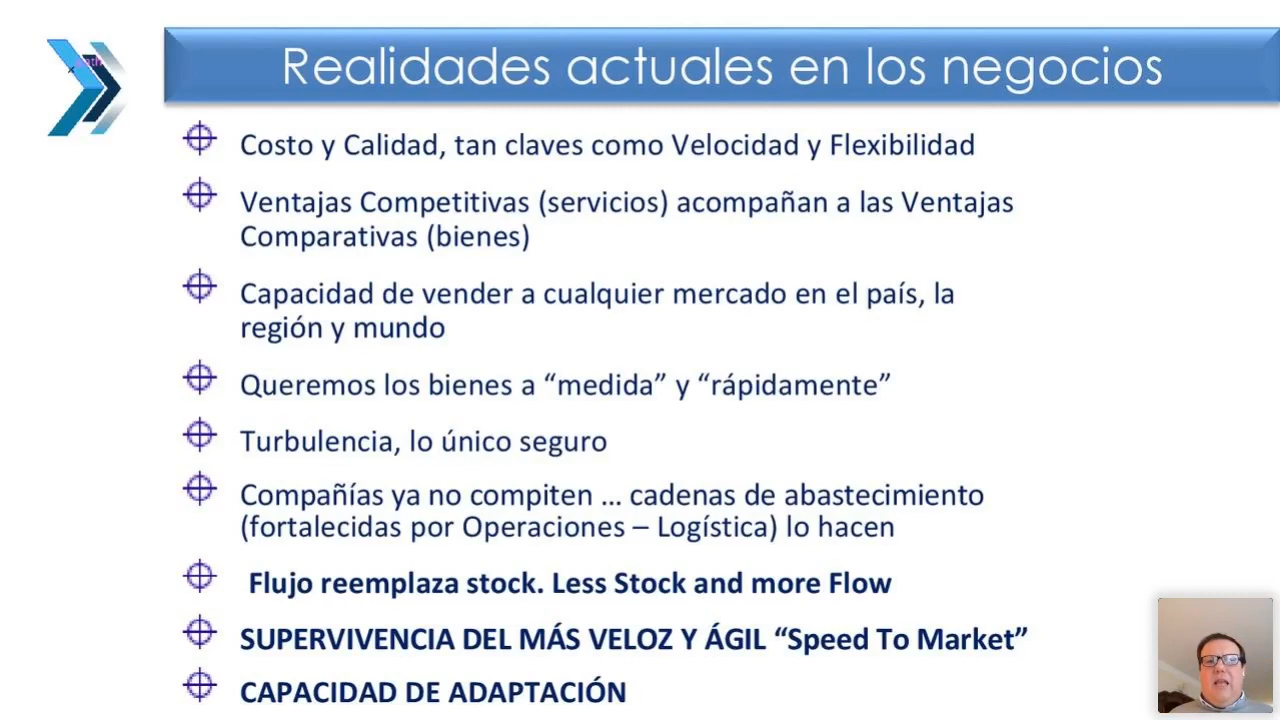 Realidades actuales en los negocios
Costo y Calidad, tan claves como Velocidad y Flexibilidad
Ventajas Competitivas (servicios) acompañan a las Ventajas
Comparativas (bienes)
Capacidad de vender a cualquier mercado en el país, la
región y mundo
Queremos los bienes a “medida” y “rápidamente”
Turbulencia, lo único seguro
Compañías ya no compiten … cadenas de abastecimiento
(fortalecidas por Operaciones – Logística) lo hacen
Flujo reemplaza stock. Less Stock and more Flow
SUPERVIVENCIA DEL MÁS VELOZ Y ÁGIL “Speed To Market”
CAPACIDAD DE ADAPTACIÓN